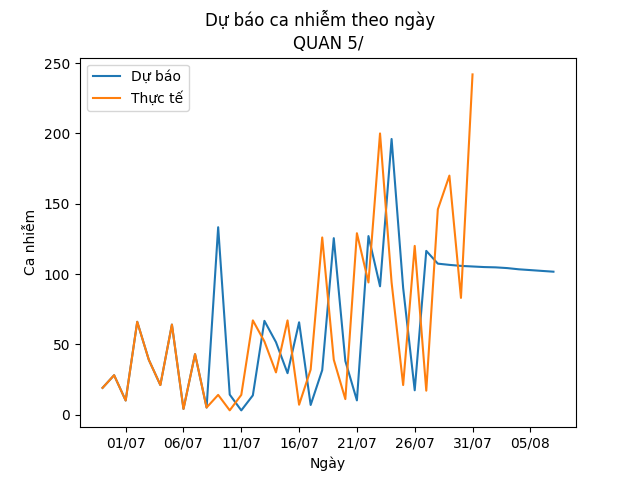 Dự báo ca nhiễm theo ngày
QUAN 5/
Dự báo
Thực tế
250
200
150
100
50
0
Ca nhiễm
01/07 06/07 11/07 16/07 21/07 26/07 31/07 05/08
Ngày